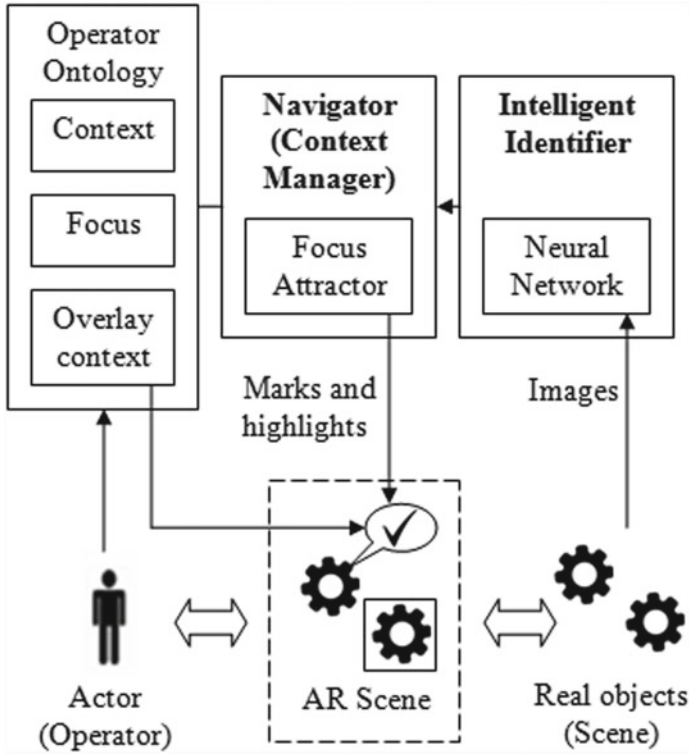 Operator
Ontology
Context
Focus
Overlay
context
Navigator
(Context
Manager)
Focus
Attractor
Intelligent
Identifier
Neural
Network
Marks and
highlights
Images
Actor
(Operator)
AR Scene
Real objects
(Scene)